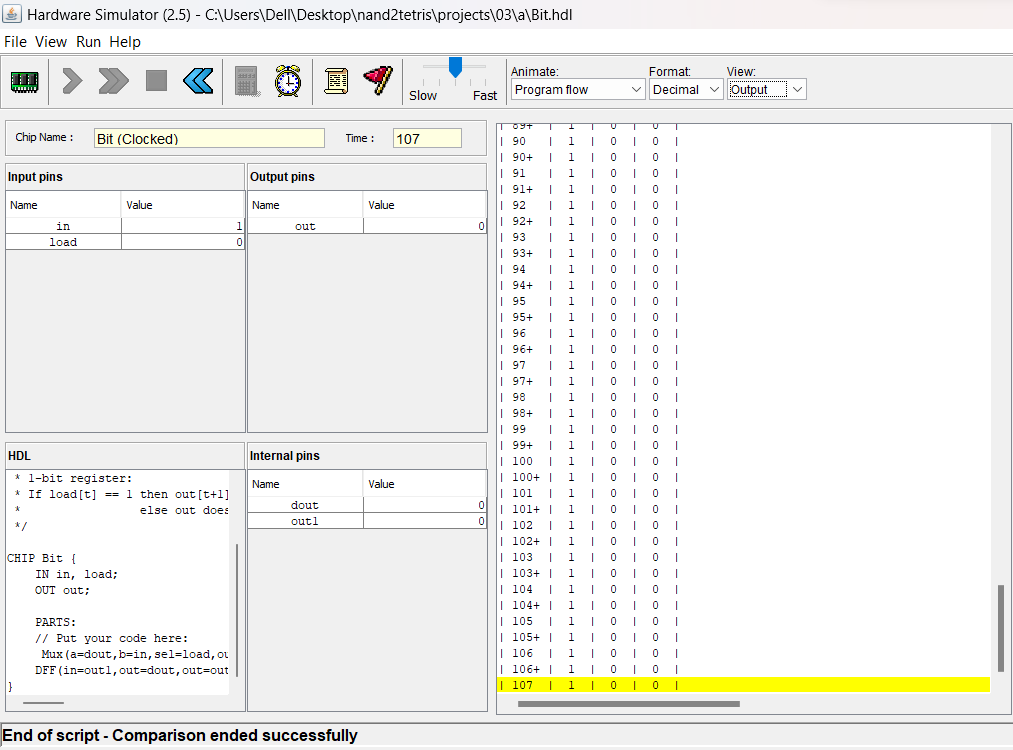 Hardware Simulator (2.5) - C:\Users\Dell\Desktop\nand2tetris\projects\03\a\Bit.hdl
File View Run Help
Slow Fast
Animate: Format: View:
Program flow Decimal Output
Chip Name : Bit (Clocked) Time : 107
Input pins
Name Value
in 1
load 0
Output pins
Name Value
out 0
HDL
* 1-bit register:
* If load[t] == 1 then out[t+1]
* else out does
*/
CHIP Bit {
IN in, load;
OUT out;
PARTS:
// Put your code here:
Mux(a=dout,b=in,sel=load,ou
DFF(in=out1,out=dout,out=out
}
Internal pins
Name Value
dout 0
out1 0
| 89+ | 1 | 0 | 0 |
| 90 | 1 | 0 | 0 |
| 90+ | 1 | 0 | 0 |
| 91 | 1 | 0 | 0 |
| 91+ | 1 | 0 | 0 |
| 92 | 1 | 0 | 0 |
| 92+ | 1 | 0 | 0 |
| 93 | 1 | 0 | 0 |
| 93+ | 1 | 0 | 0 |
| 94 | 1 | 0 | 0 |
| 94+ | 1 | 0 | 0 |
| 95 | 1 | 0 | 0 |
| 95+ | 1 | 0 | 0 |
| 96 | 1 | 0 | 0 |
| 96+ | 1 | 0 | 0 |
| 97 | 1 | 0 | 0 |
| 97+ | 1 | 0 | 0 |
| 98 | 1 | 0 | 0 |
| 98+ | 1 | 0 | 0 |
| 99 | 1 | 0 | 0 |
| 99+ | 1 | 0 | 0 |
| 100 | 1 | 0 | 0 |
| 100+ | 1 | 0 | 0 |
| 101 | 1 | 0 | 0 |
| 101+ | 1 | 0 | 0 |
| 102 | 1 | 0 | 0 |
| 102+ | 1 | 0 | 0 |
| 103 | 1 | 0 | 0 |
| 103+ | 1 | 0 | 0 |
| 104 | 1 | 0 | 0 |
| 104+ | 1 | 0 | 0 |
| 105 | 1 | 0 | 0 |
| 105+ | 1 | 0 | 0 |
| 106 | 1 | 0 | 0 |
| 106+ | 1 | 0 | 0 |
| 107 | 1 | 0 | 0 |
End of script - Comparison ended successfully